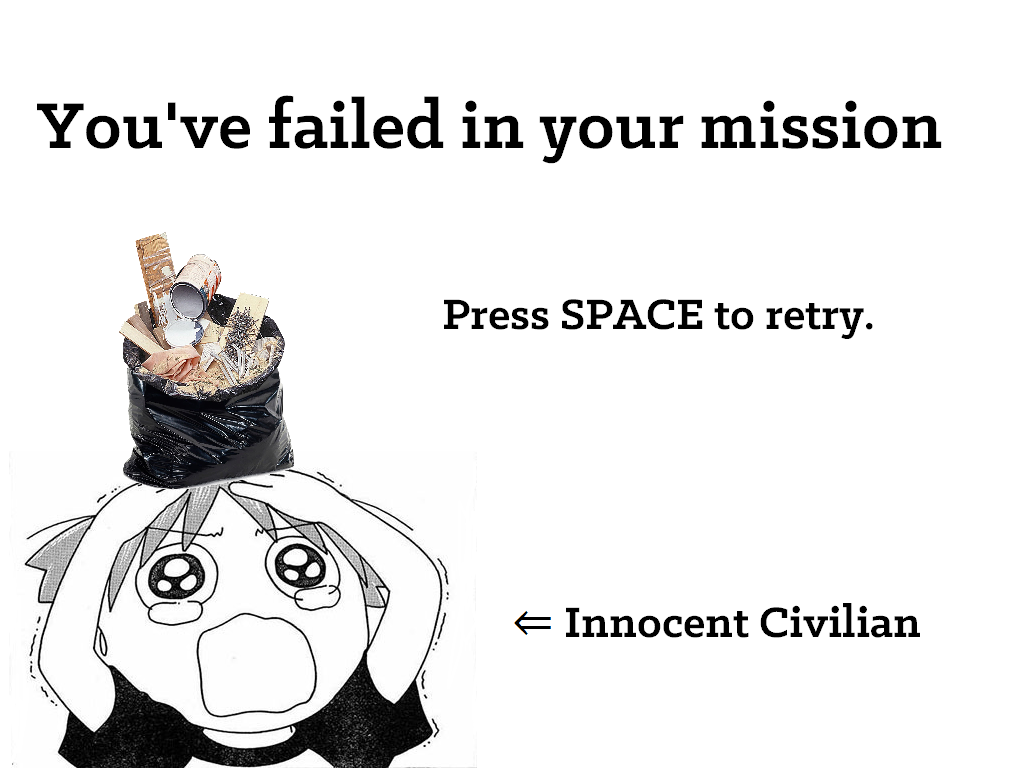 You've failed in your mission
Press SPACE to retry.
⇐ Innocent Civilian